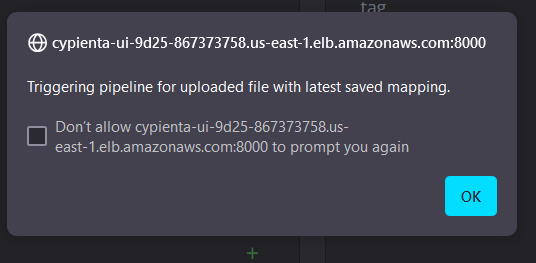 tag
cypienta-ui-9d25-867373758.us-east-1.elb.amazonaws.com:8000
Triggering pipeline for uploaded file with latest saved mapping.
Don’t allow cypienta-ui-9d25-867373758.us-
east-1.elb.amazonaws.com:8000 to prompt you again
OK
+